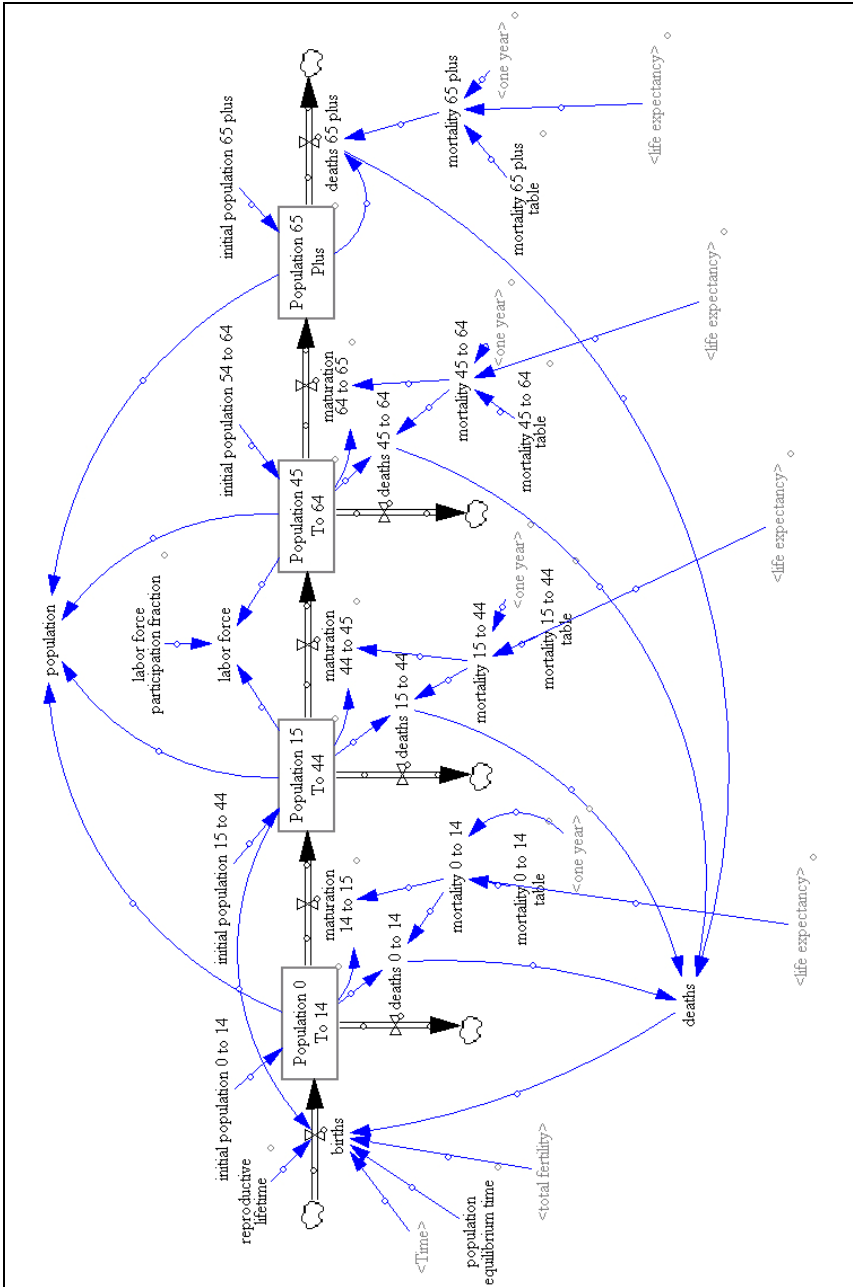 population
labor force
participation fraction
labor force
initial population 0 to 14
initial population 15 to 44
initial population 54 to 64
initial population 65 plus
reproductive
lifetime
Population 0
To 14
Population 15
To 44
Population 45
To 64
Population 65
Plus
births
maturation
14 to 15
maturation
44 to 45
maturation
64 to 65
deaths 65 plus
deaths 0 to 14
deaths 15 to 44
deaths 45 to 64
<Time>
population
equilibrium time
<total fertility>
mortality 0 to 14
mortality 0 to 14
table
<one year>
mortality 15 to 44
<one year>
mortality 15 to 44
table
mortality 45 to 64
<one year>
mortality 45 to 64
table
mortality 65 plus
<one year>
mortality 65 plus
table
deaths
<life expectancy>
<life expectancy>
<life expectancy>
<life expectancy>